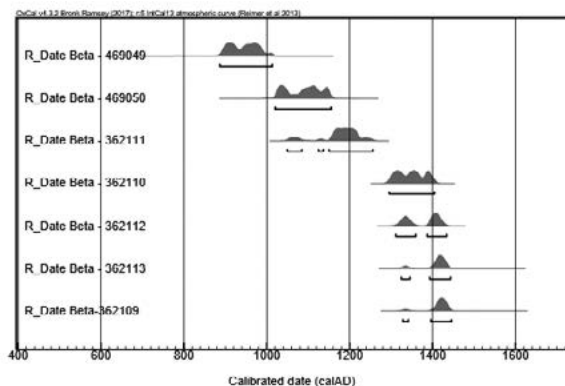 OxCal v4.3.2 Bronk Ramsey (2017); r:5 IntCal13 atmospheric curve (Reimer et al 2013)
R_Date Beta - 469049
R_Date Beta - 469050
R_Date Beta - 362111
R_Date Beta - 362110
R_Date Beta - 362112
R_Date Beta - 362113
R_Date Beta-362109
400 600 800 1000 1200 1400 1600
Calibrated date (calAD)